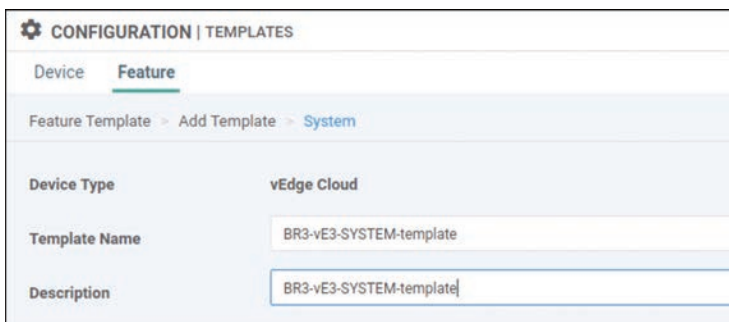 CONFIGURATION | TEMPLATES
Device Feature
Feature Template > Add Template > System
Device Type vEdge Cloud
Template Name BR3-vE3-SYSTEM-template
Description BR3-vE3-SYSTEM-template